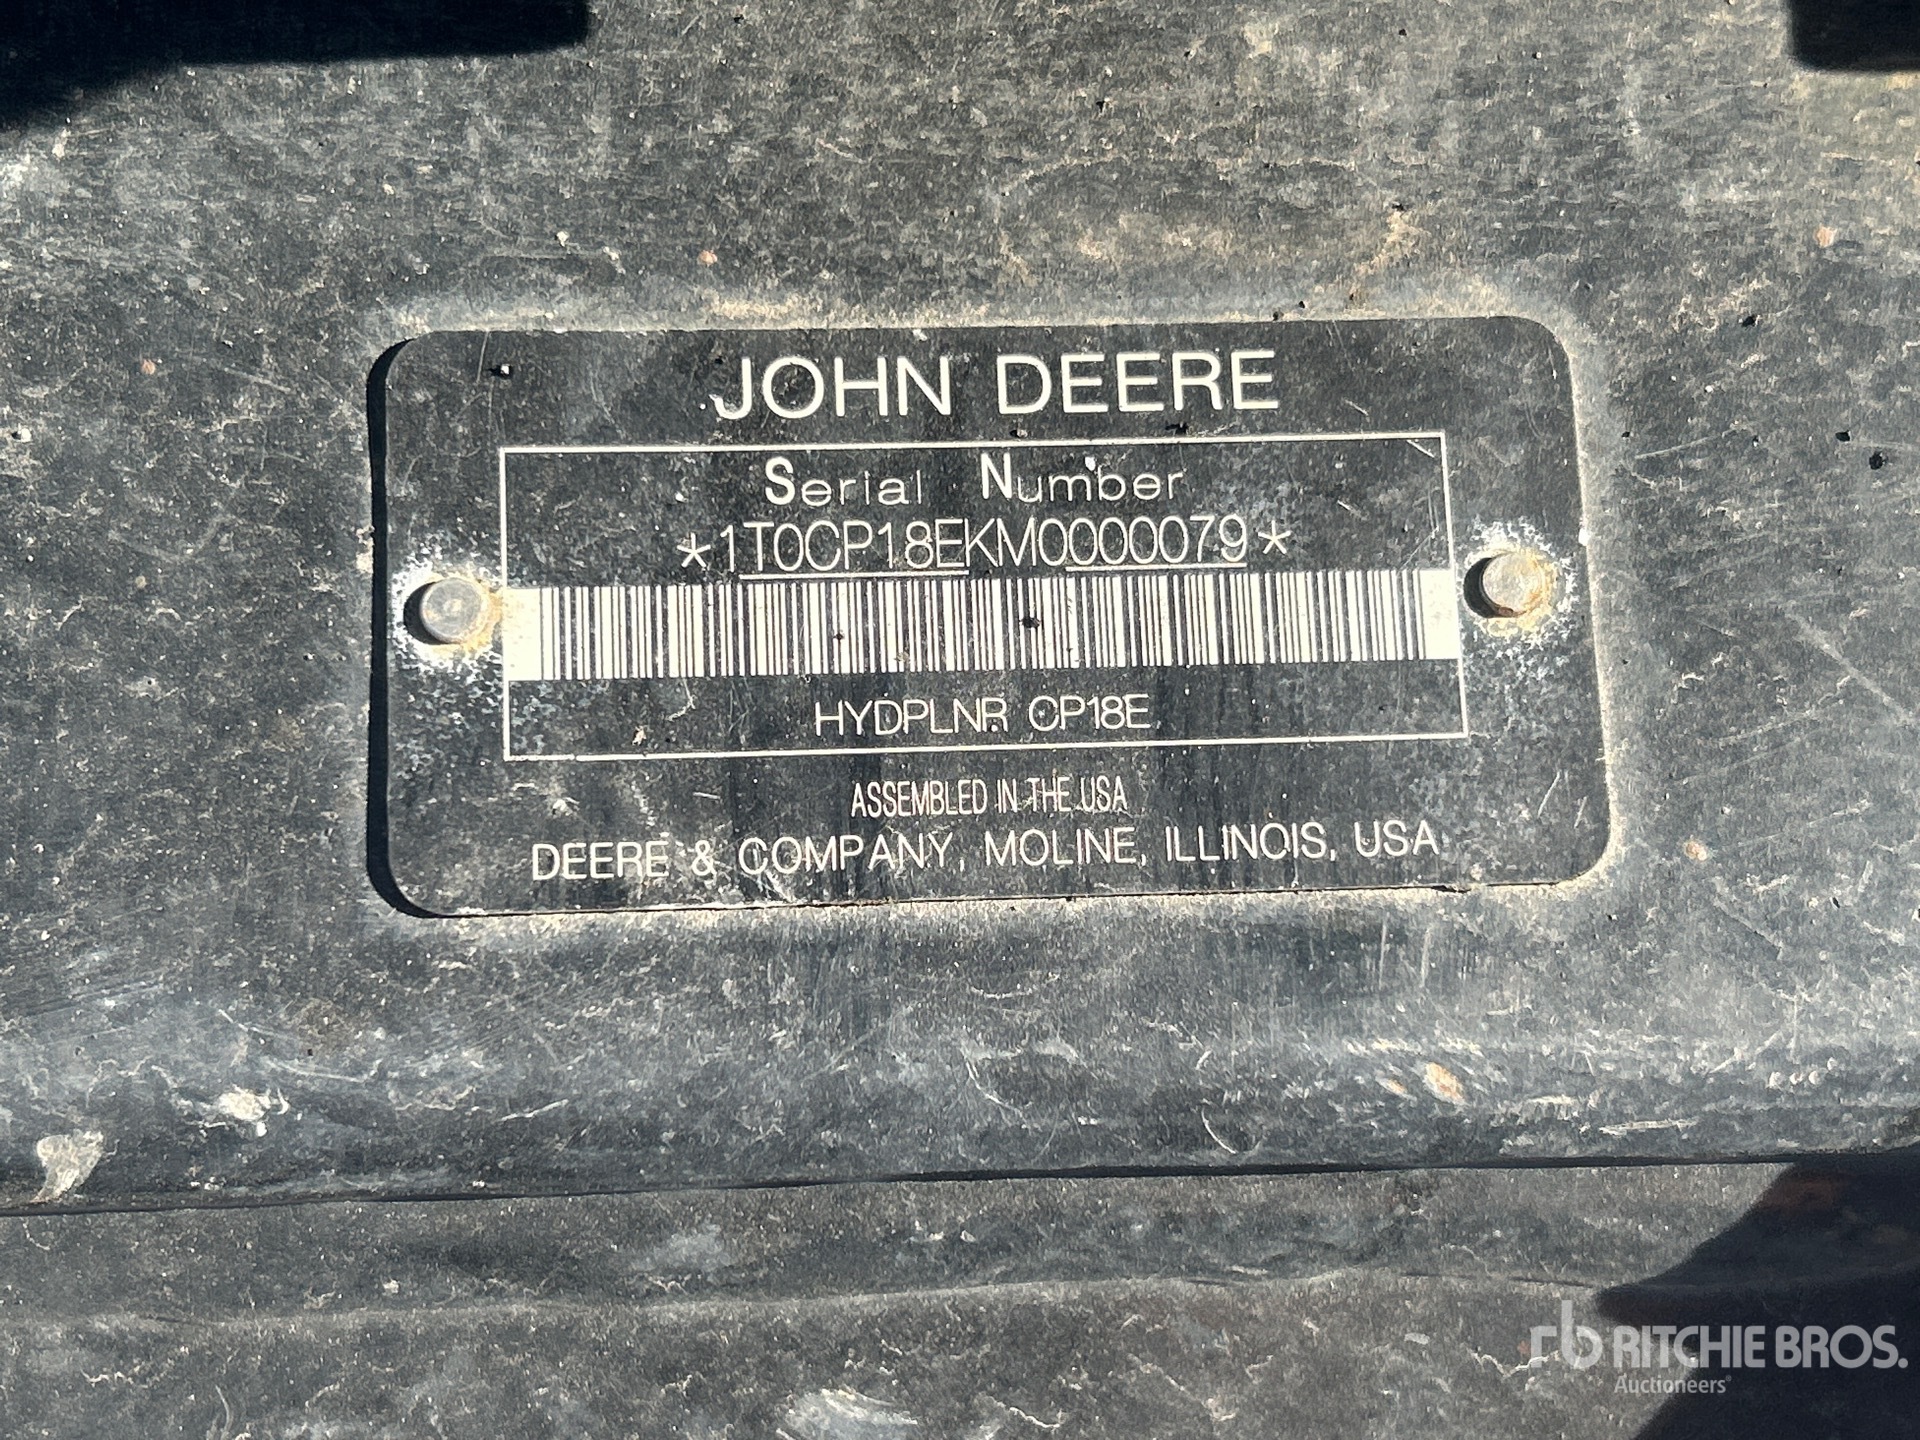 JOHN DEERE
Serial Number
*1T0CP18EKM0000079*
HYDPLNR CP18E
ASSEMBLED IN THE USA
DEERE & COMPANY, MOLINE, ILLINOIS, USA
rb RITCHIE BROS.
Auctioneers